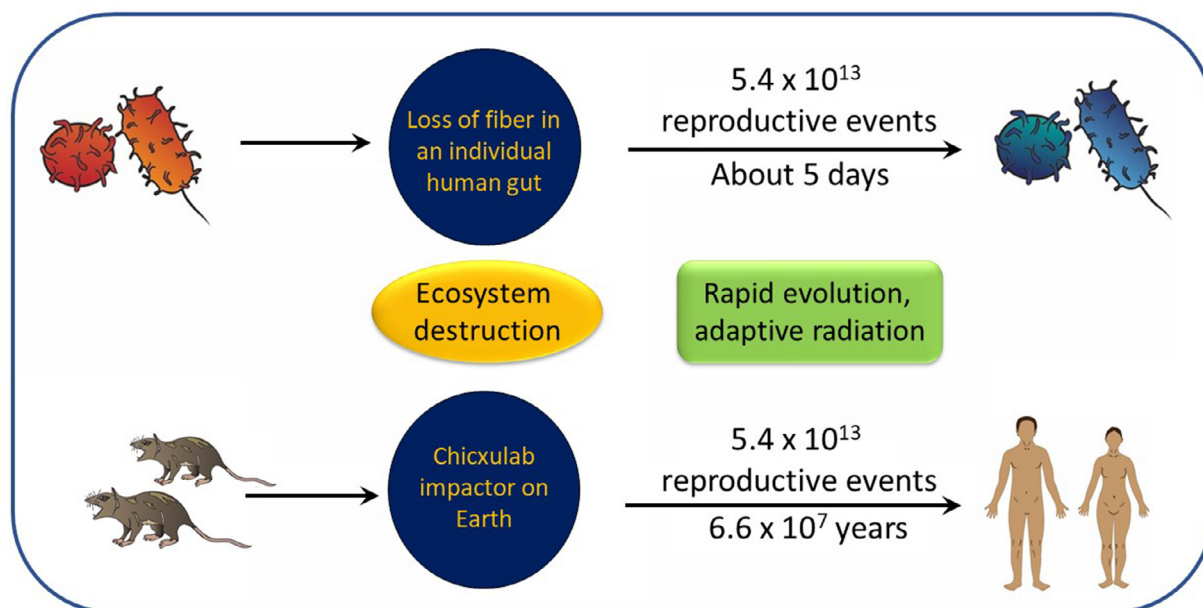 Loss of fiber in
an individual
human gut
5.4 x 10¹³
reproductive events
About 5 days
Ecosystem
destruction
Rapid evolution,
adaptive radiation
Chicxulab
impactor on
Earth
5.4 x 10¹³
reproductive events
6.6 x 10⁷ years